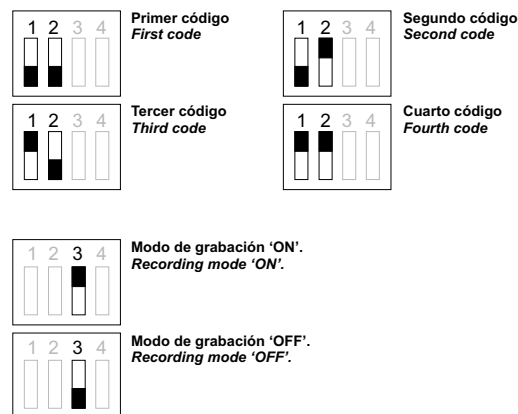 1 2 3 4
Primer código
First code
1 2 3 4
Segundo código
Second code
1 2 3 4
Tercer código
Third code
1 2 3 4
Cuarto código
Fourth code
1 2 3 4
Modo de grabación ‘ON’.
Recording mode ‘ON’.
1 2 3 4
Modo de grabación ‘OFF’.
Recording mode ‘OFF’.